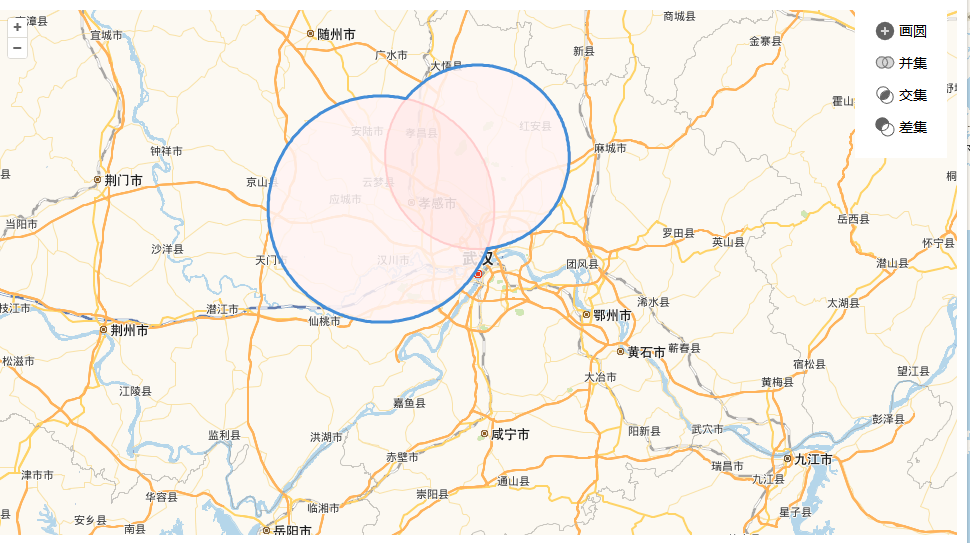 南漳县
宜城市
随州市
广水市
大悟县
新县
商城县
金寨县
+
−
画圆
并集
交集
差集
霍山
安陆市
孝昌县
红安县
麻城市
钟祥市
荆门市
京山县
云梦县
应城市
孝感市
桐
当阳市
沙洋县
天门市
汉川市
武汉
团风县
罗田县
英山县
岳西县
怀宁县
潜山县
枝江市
潜江市
仙桃市
荆州市
鄂州市
浠水县
太湖县
松滋市
黄石市
蕲春县
宿松县
望江县
大冶市
黄梅县
江陵县
嘉鱼县
监利县
洪湖市
咸宁市
阳新县
武穴市
彭泽县
赤壁市
瑞昌市
九江市
津市市
九江县
通山县
华容县
崇阳县
临湘市
星子县
安乡县
南县
岳阳市